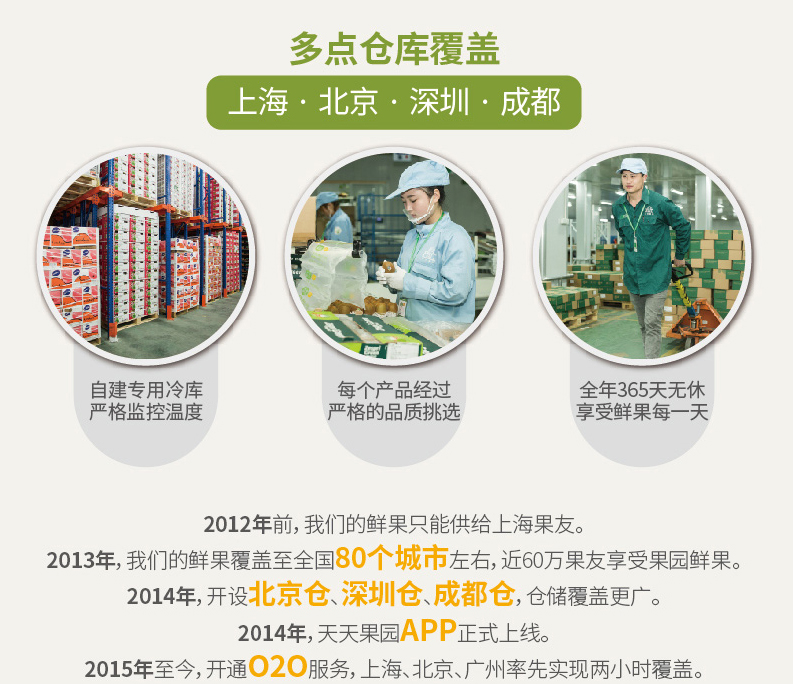 多点仓库覆盖
上海 · 北京 · 深圳 · 成都
自建专用冷库
严格监控温度
每个产品经过
严格的品质挑选
全年365天无休
享受鲜果每一天
2012年前，我们的鲜果只能供给上海果友。
2013年，我们的鲜果覆盖至全国80个城市左右，近60万果友享受果园鲜果。
2014年，开设北京仓、深圳仓、成都仓，仓储覆盖更广。
2014年，天天果园APP正式上线。
2015年至今，开通O2O服务，上海、北京、广州率先实现两小时覆盖。